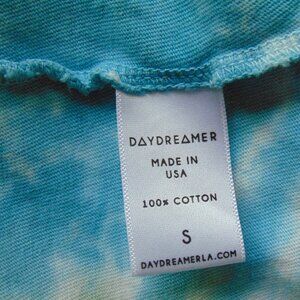 DAYDREAMER
MADE IN
USA
100% COTTON
S
DAYDREAMERLA.COM